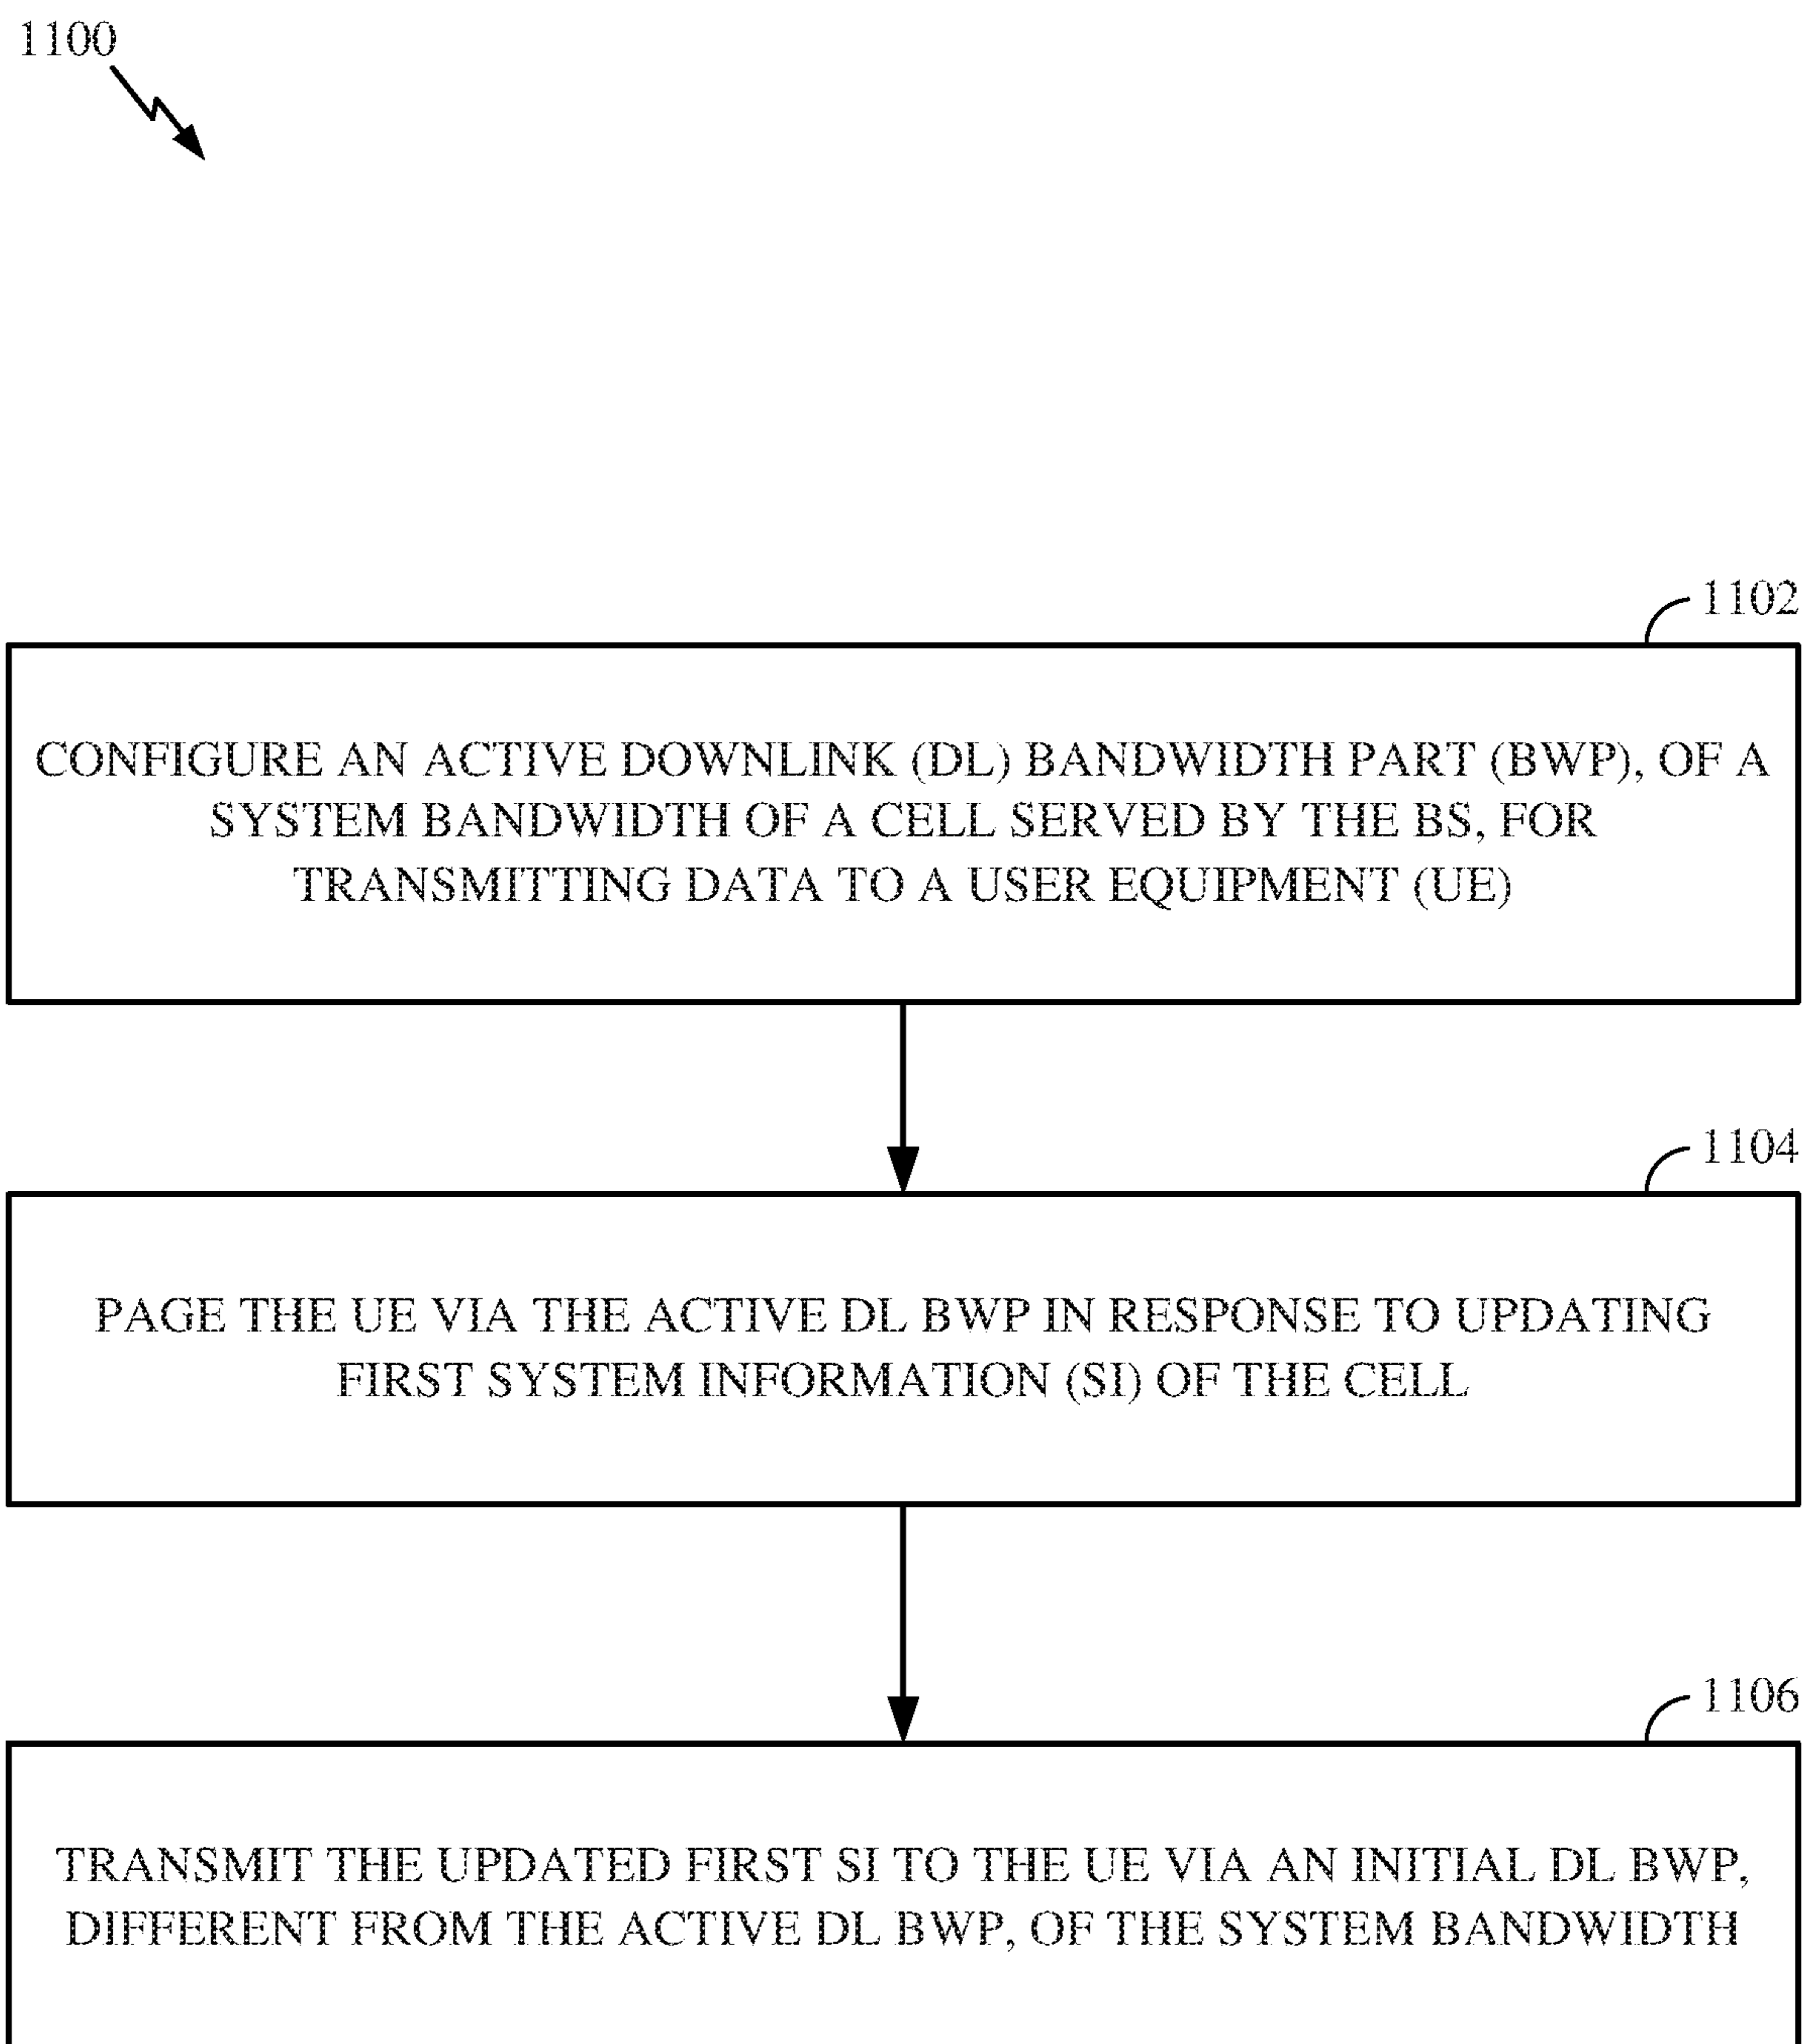 1100
1102
CONFIGURE AN ACTIVE DOWNLINK (DL) BANDWIDTH PART (BWP), OF A
SYSTEM BANDWIDTH OF A CELL SERVED BY THE BS, FOR
TRANSMITTING DATA TO A USER EQUIPMENT (UE)
1104
PAGE THE UE VIA THE ACTIVE DL BWP IN RESPONSE TO UPDATING
FIRST SYSTEM INFORMATION (SI) OF THE CELL
1106
TRANSMIT THE UPDATED FIRST SI TO THE UE VIA AN INITIAL DL BWP,
DIFFERENT FROM THE ACTIVE DL BWP, OF THE SYSTEM BANDWIDTH